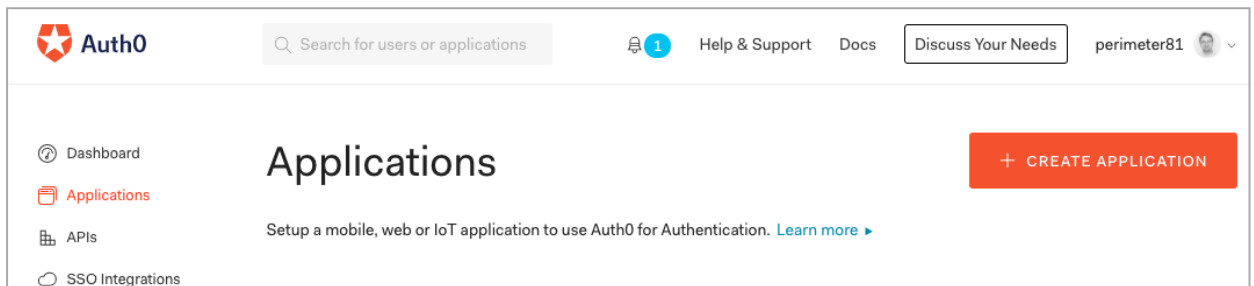 Auth0
Search for users or applications
1
Help & Support
Docs
Discuss Your Needs
perimeter81
Dashboard
Applications
APIs
SSO Integrations
Applications
+ CREATE APPLICATION
Setup a mobile, web or IoT application to use Auth0 for Authentication. Learn more ▸